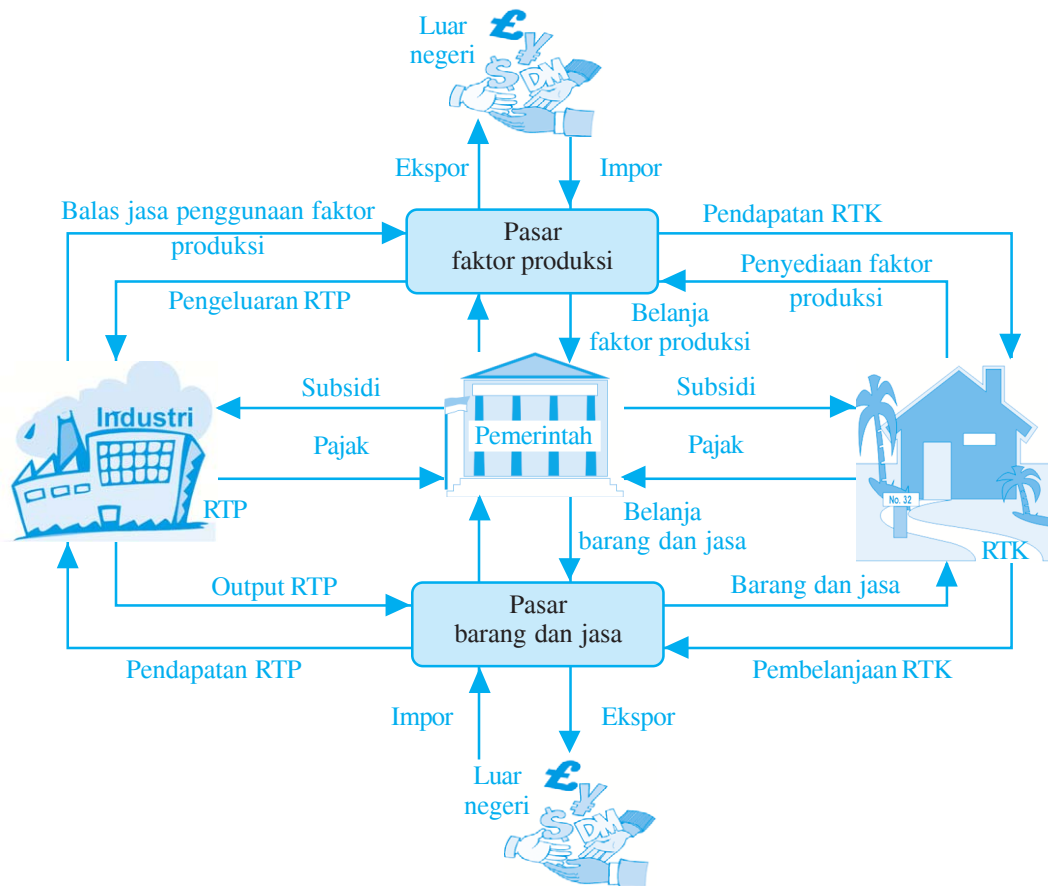 Luar
negeri
£
¥
$
DM
Ekspor
Impor
Balas jasa penggunaan faktor
produksi
Pasar
faktor produksi
Pendapatan RTK
Pengeluaran RTP
Penyediaan faktor
produksi
Belanja
faktor produksi
Industri
Subsidi
Subsidi
Pemerintah
Pajak
Pajak
RTP
No. 32
RTK
Belanja
barang dan jasa
Output RTP
Pasar
barang dan jasa
Barang dan jasa
Pendapatan RTP
Pembelanjaan RTK
Impor
Ekspor
Luar
negeri
£
¥
$
DM